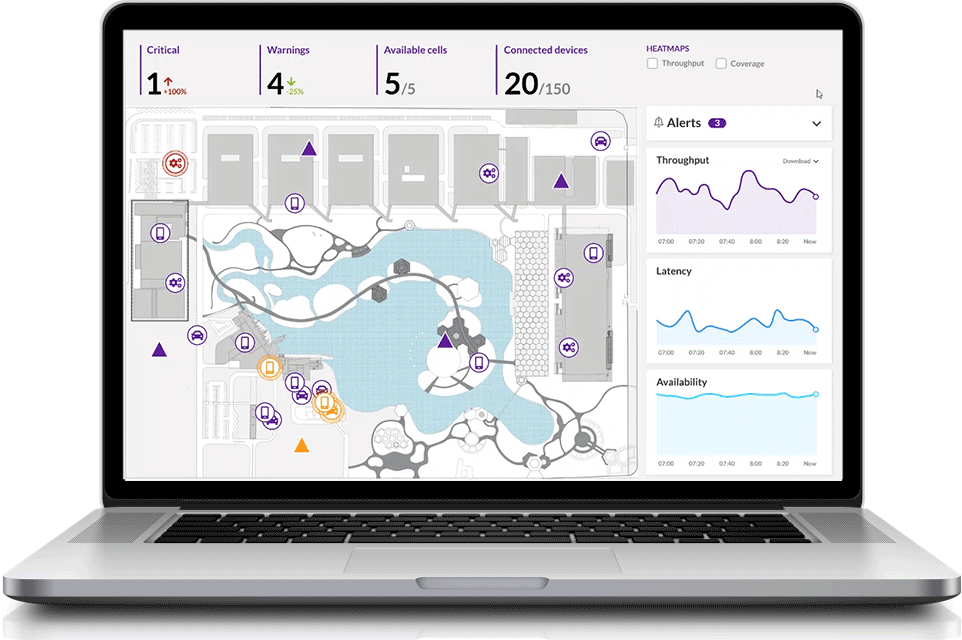 Critical
1
+100%
Warnings
4
-25%
Available cells
5/5
Connected devices
20/150
HEATMAPS
Throughput
Coverage
Alerts 3
Throughput
Download
07:00 07:20 07:40 8:00 8:20 Now
Latency
07:00 07:20 07:40 8:00 8:20 Now
Availability
07:00 07:20 07:40 8:00 8:20 Now